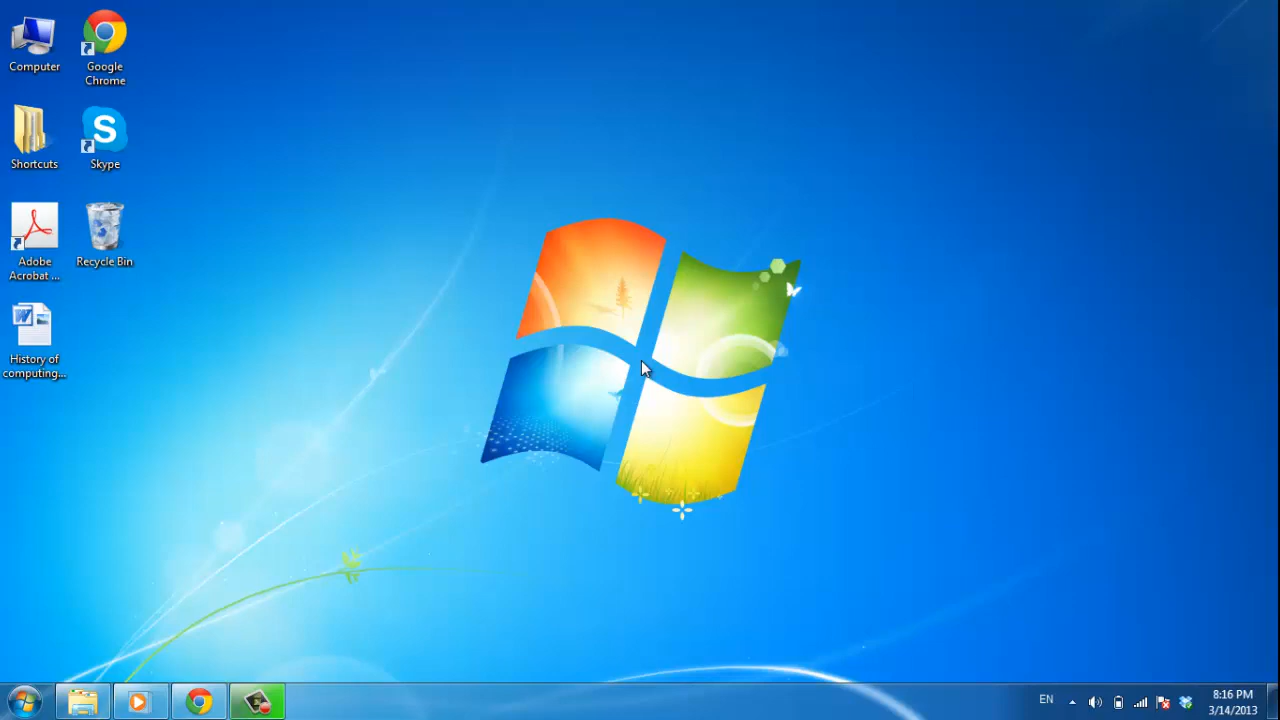 Computer
Google
Chrome
Shortcuts
Skype
Adobe
Acrobat ...
Recycle Bin
History of
computing...
EN
8:16 PM
3/14/2013